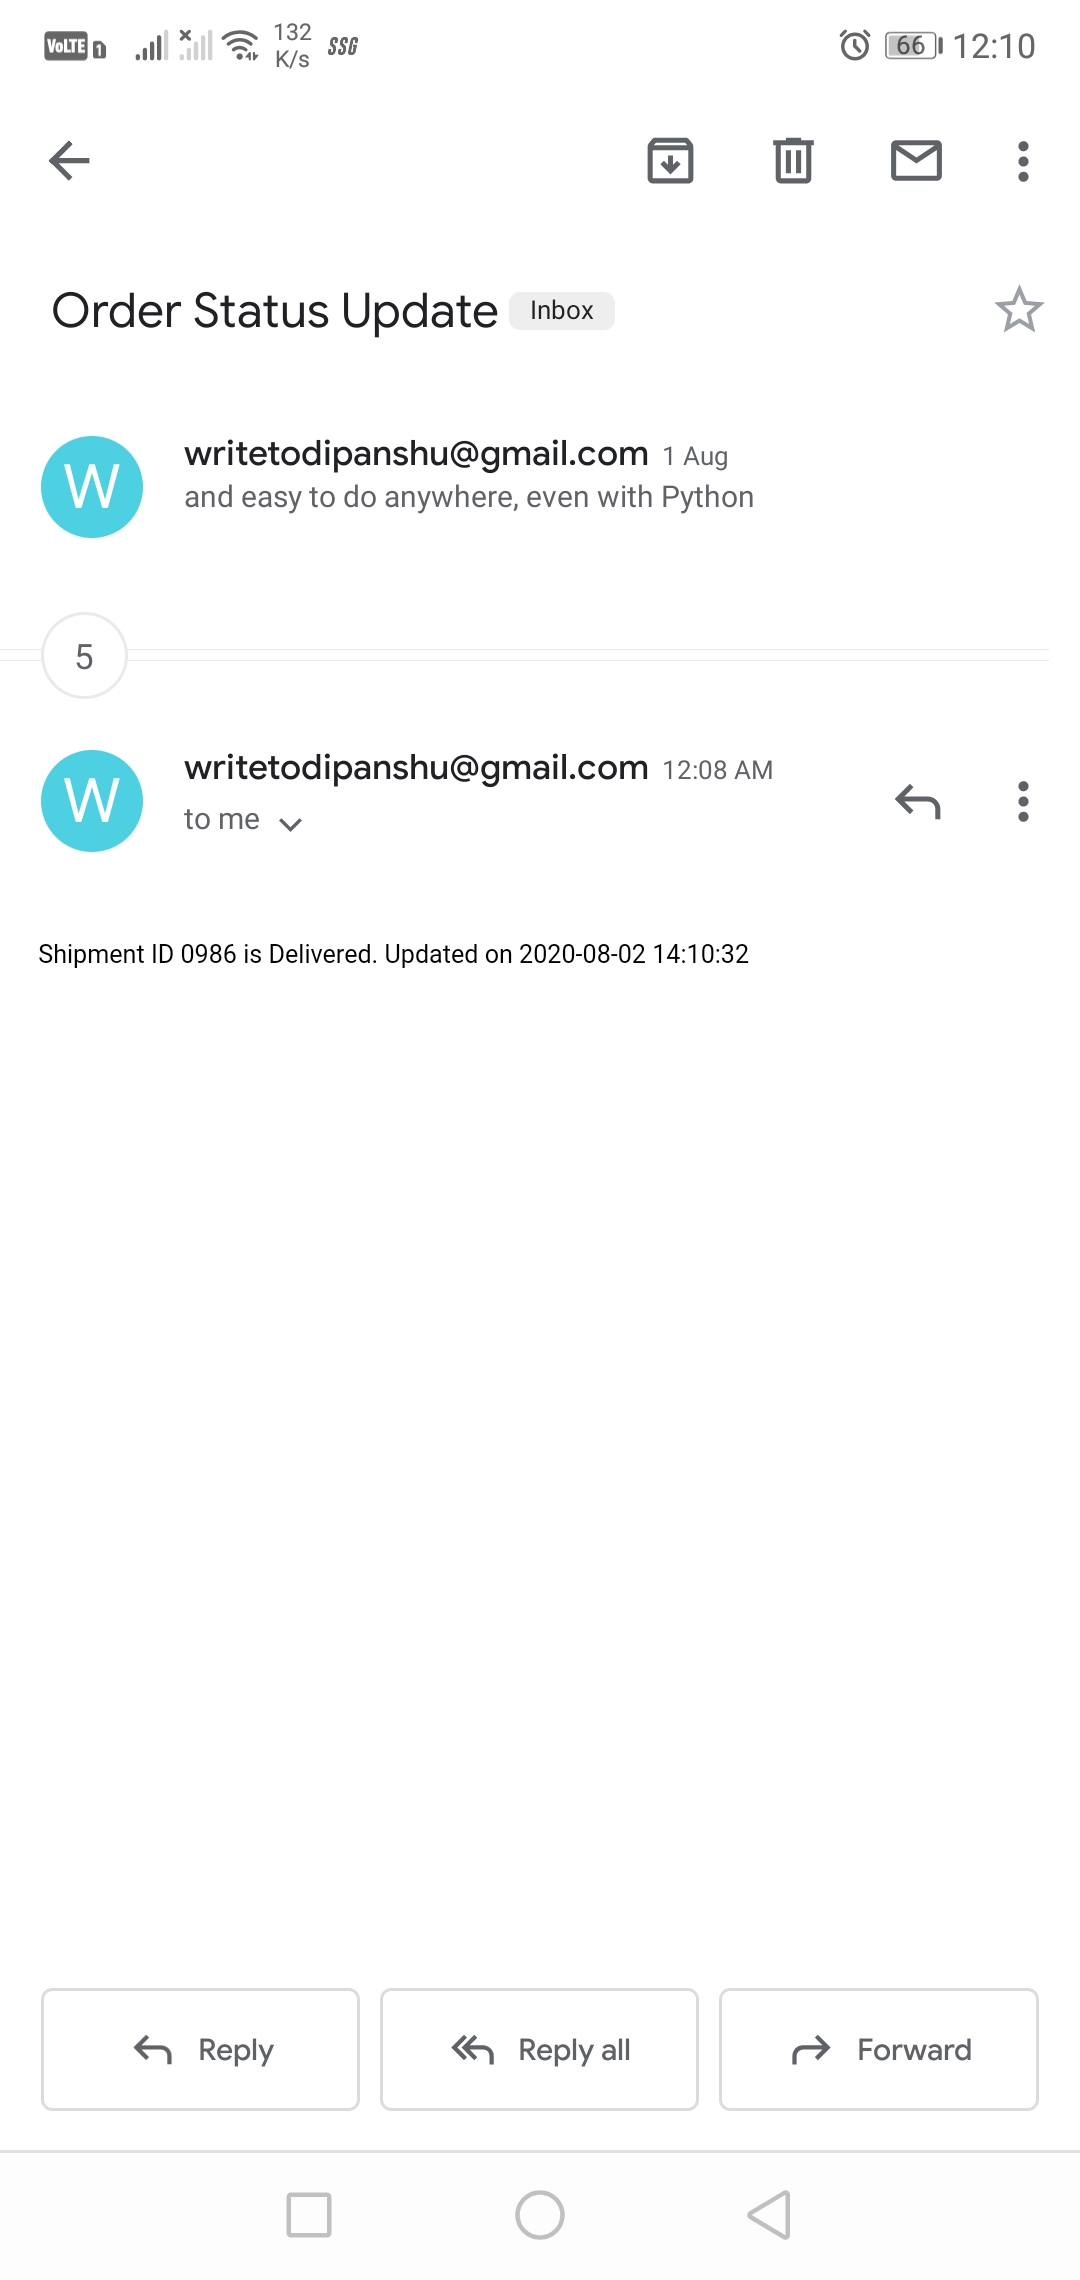 VoLTE 1 132 K/s SSG 66 12:10
Order Status Update Inbox
W writetodipanshu@gmail.com 1 Aug
and easy to do anywhere, even with Python
5
W writetodipanshu@gmail.com 12:08 AM
to me
Shipment ID 0986 is Delivered. Updated on 2020-08-02 14:10:32
Reply Reply all Forward